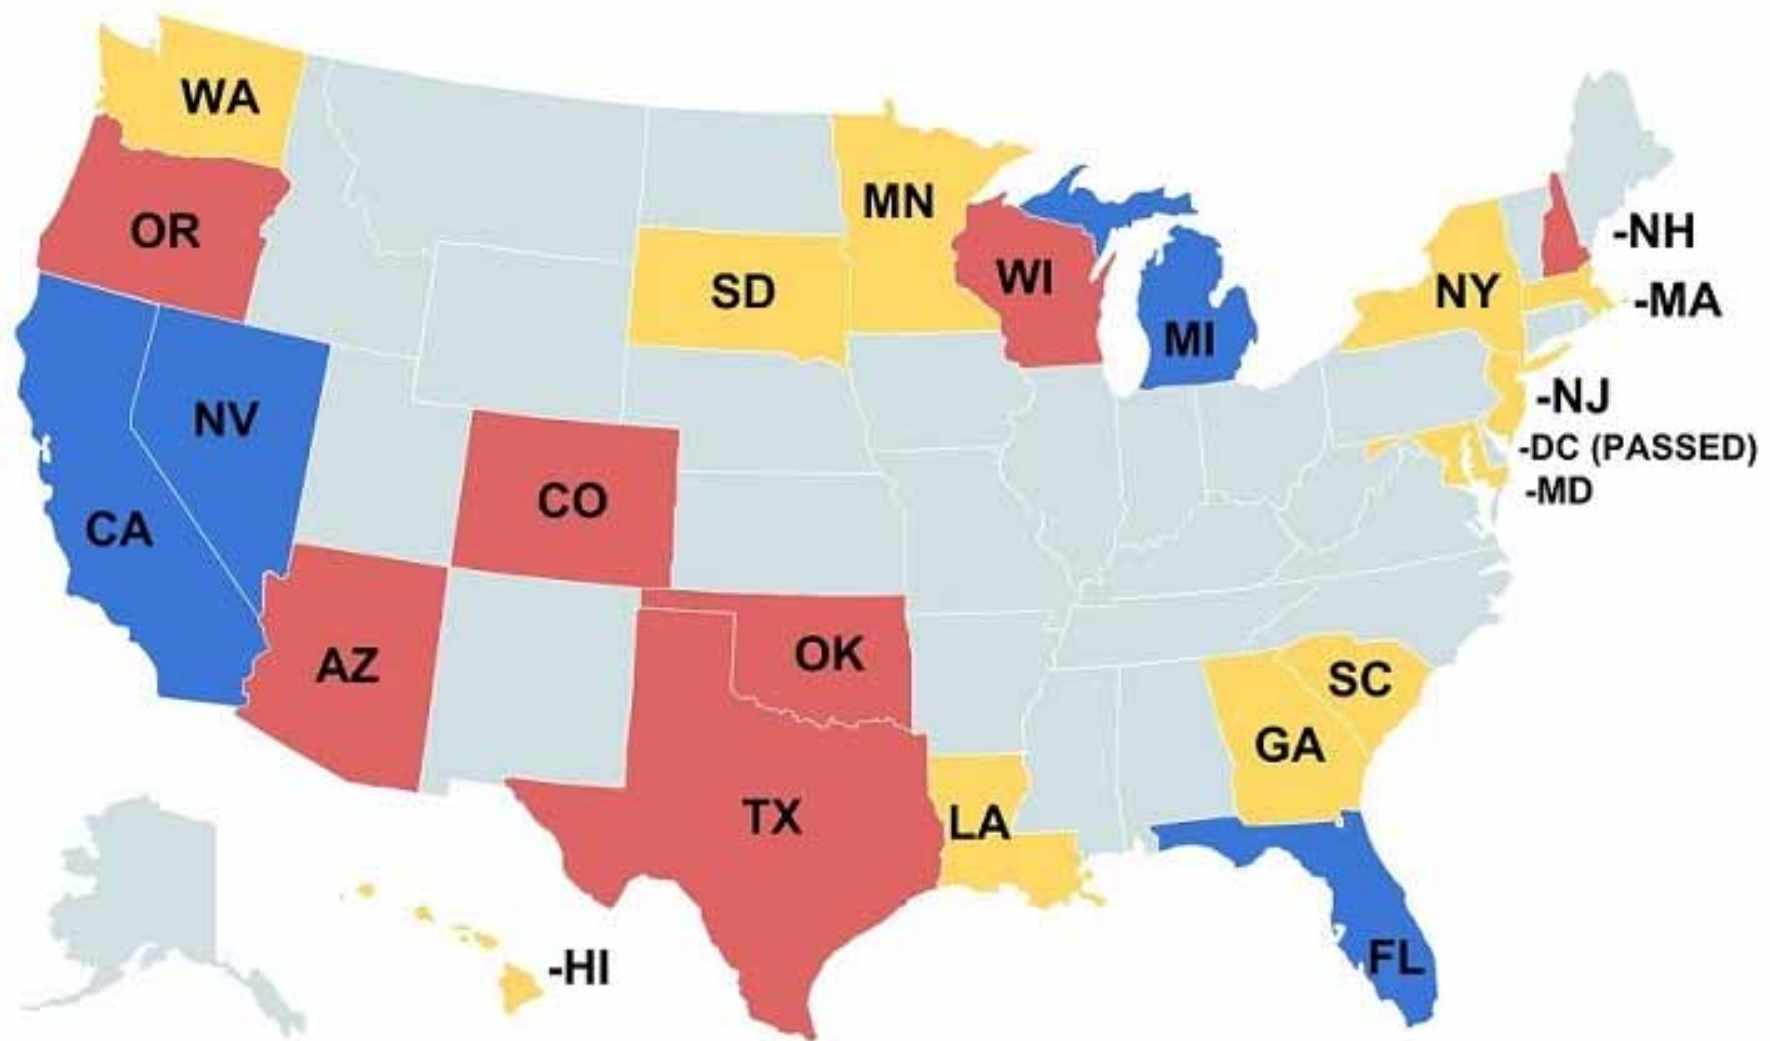 WA
OR
MN
-NH
SD
WI
NY
-MA
MI
-NJ
NV
-DC (PASSED)
-MD
CO
CA
AZ
OK
SC
GA
TX
LA
FL
-HI